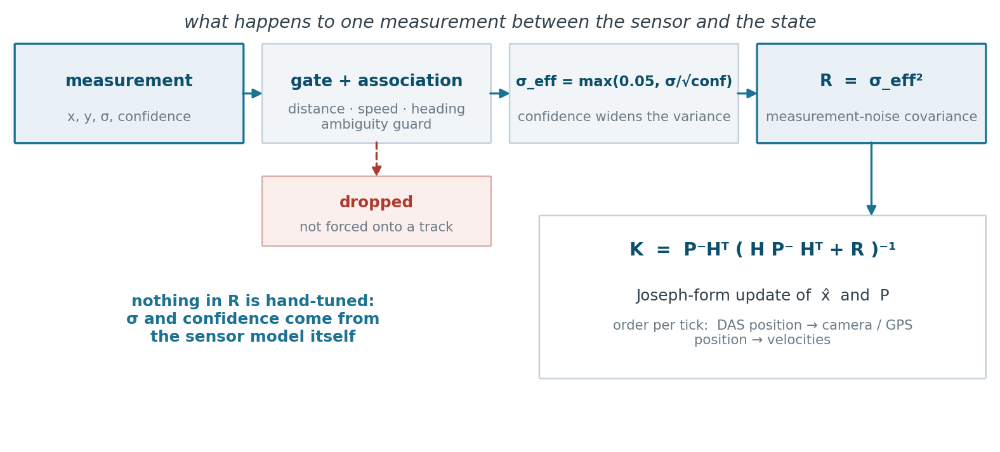 what happens to one measurement between the sensor and the state
measurement
x, y, σ, confidence
gate + association
distance · speed · heading
ambiguity guard
σ_eff = max(0.05, σ/√conf)
confidence widens the variance
R = σ_eff²
measurement-noise covariance
dropped
not forced onto a track
K = P⁻Hᵀ ( H P⁻ Hᵀ + R )⁻¹
Joseph-form update of x̂ and P
order per tick: DAS position → camera / GPS
position → velocities
nothing in R is hand-tuned:
σ and confidence come from
the sensor model itself